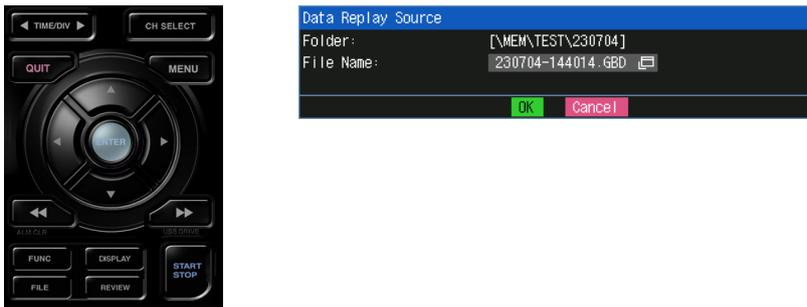 ◀ TIME/DIV ▶
CH SELECT
QUIT
MENU
ENTER
ALM CLR
USB DRIVE
FUNC
DISPLAY
START
STOP
FILE
REVIEW
Data Replay Source
Folder: [\MEM\TEST\230704]
File Name: 230704-144014.GBD
OK Cancel